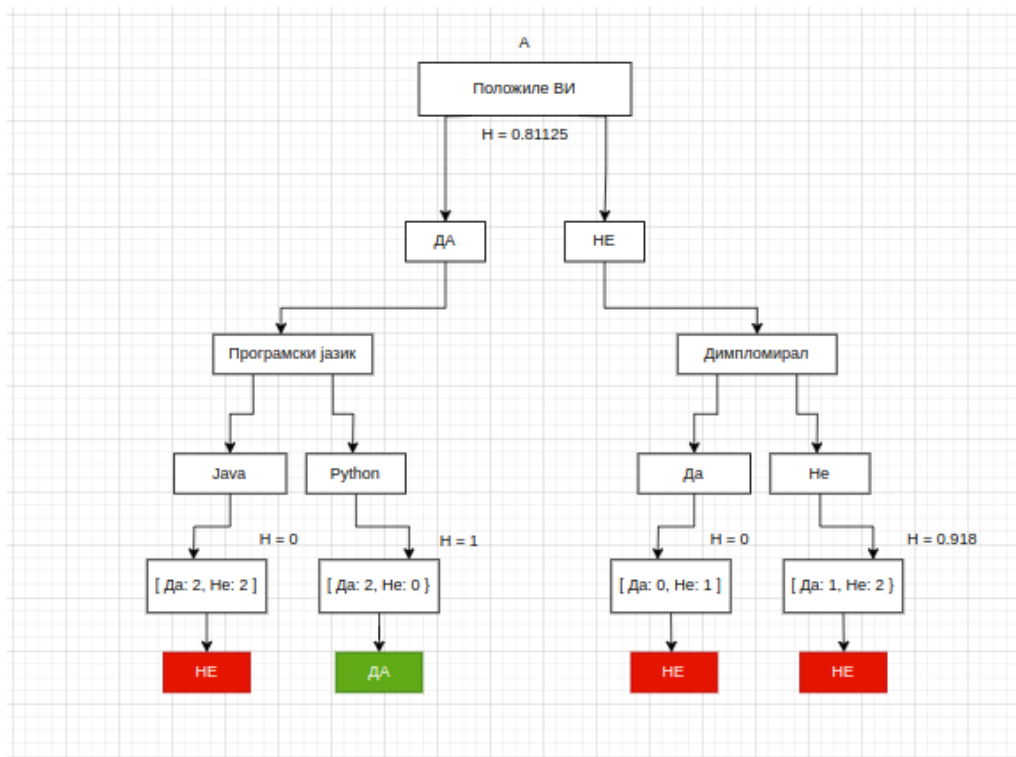 A
Положиле ВИ
H = 0.81125
ДА
НЕ
Програмски јазик
Димпломирал
Java
Python
Да
Не
H = 0
H = 1
H = 0
H = 0.918
[ Да: 2, Не: 2 ]
[ Да: 2, Не: 0 }
[ Да: 0, Не: 1 ]
[ Да: 1, Не: 2 }
НЕ
ДА
НЕ
НЕ